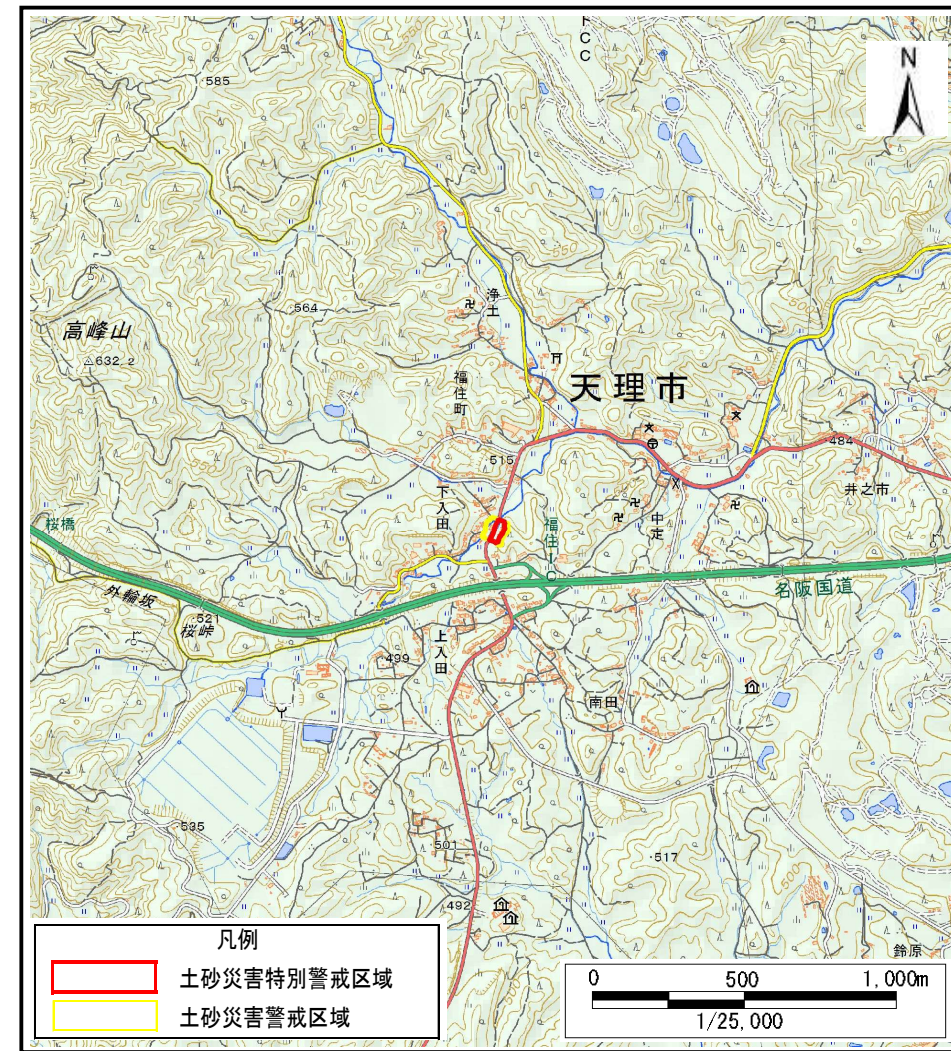 TCC
N
585
564
浄土
高峰山
632.2
福住町
天理市
515
484
井之市
下入田
中定
福住IC
桜橋
名阪国道
外輪坂
521
桜峠
上入田
499
南田
535
501
517
492
鈴原
凡例
土砂災害特別警戒区域
土砂災害警戒区域
0 500 1,000m
1/25,000